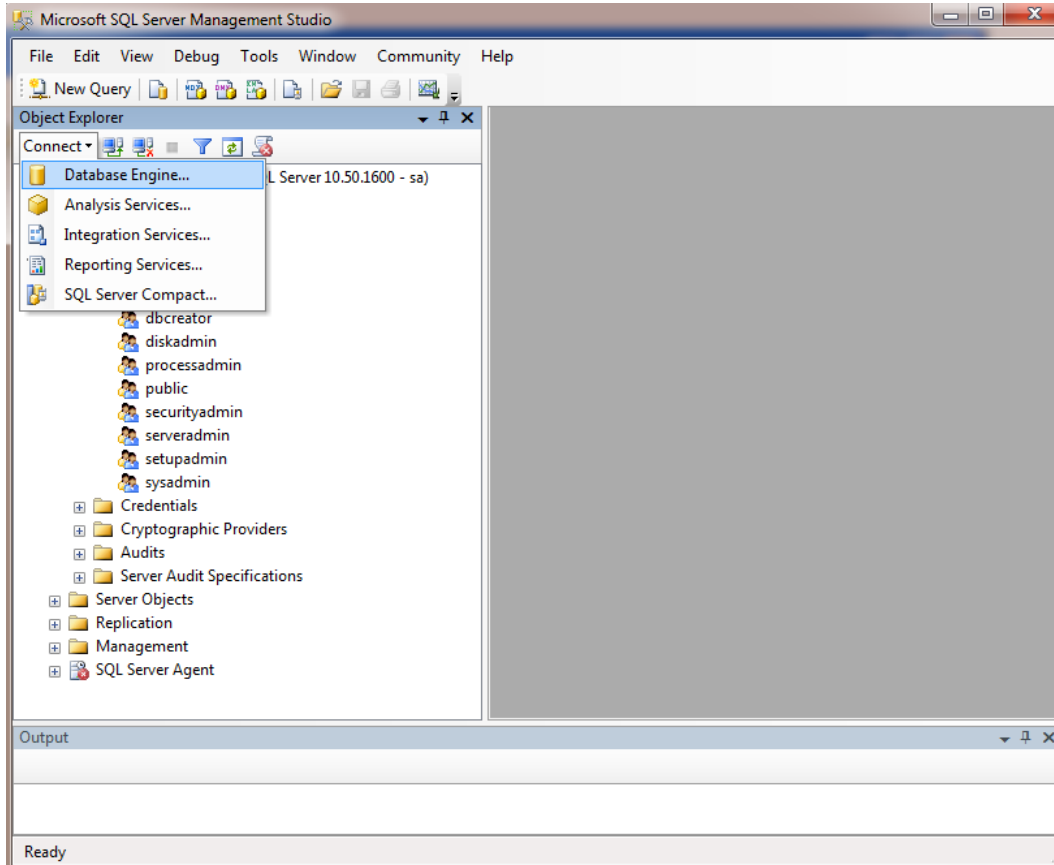 Microsoft SQL Server Management Studio
File Edit View Debug Tools Window Community Help
New Query
Object Explorer
Connect
Database Engine...
L Server 10.50.1600 - sa)
Analysis Services...
Integration Services...
Reporting Services...
SQL Server Compact...
dbcreator
diskadmin
processadmin
public
securityadmin
serveradmin
setupadmin
sysadmin
Credentials
Cryptographic Providers
Audits
Server Audit Specifications
Server Objects
Replication
Management
SQL Server Agent
Output
Ready